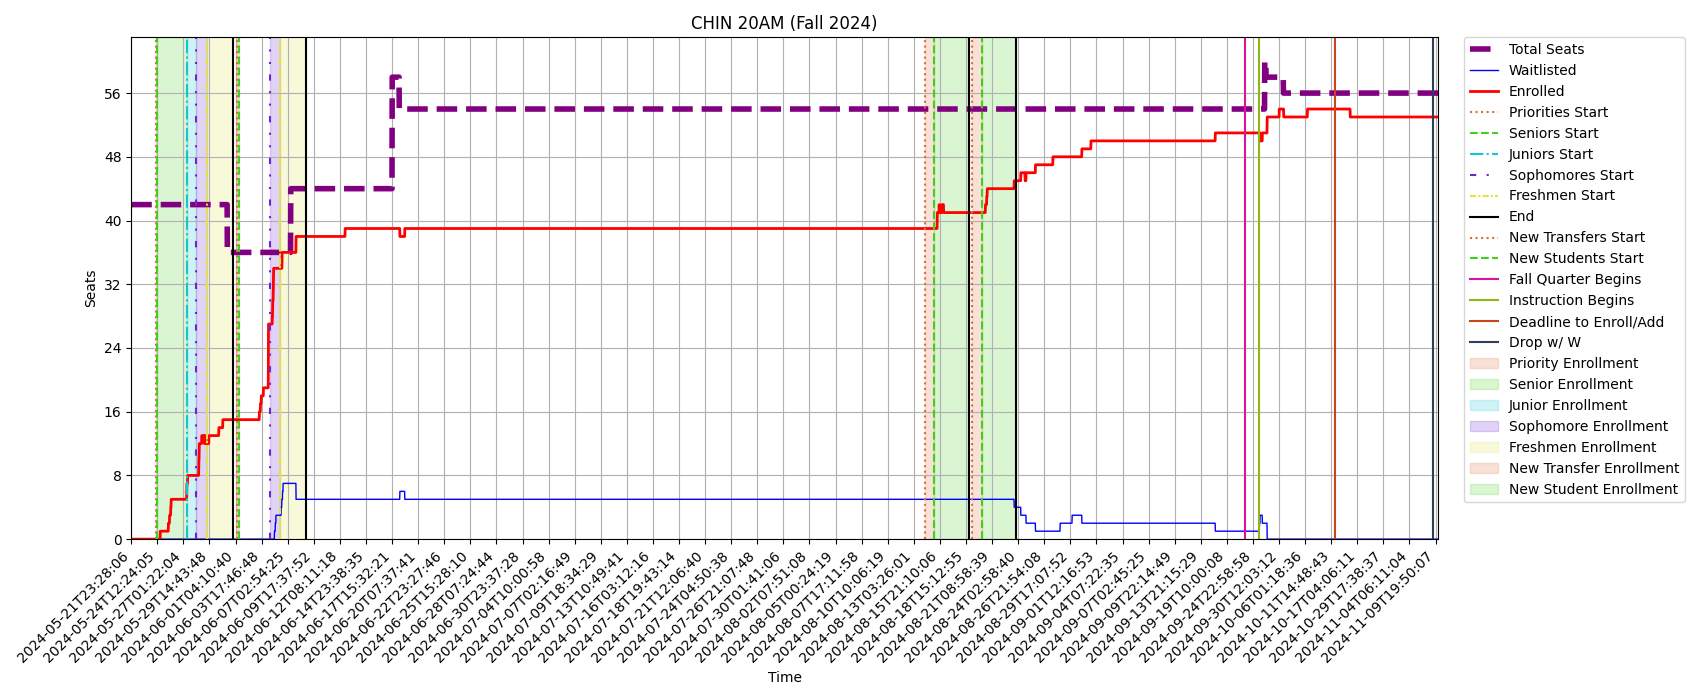 CHIN 20AM (Fall 2024)
Seats
56
48
40
32
24
16
8
0
2024-05-21T23:28:06
2024-05-24T12:24:05
2024-05-27T01:22:04
2024-05-29T14:43:48
2024-06-01T04:10:40
2024-06-03T17:46:48
2024-06-07T02:54:25
2024-06-09T17:37:52
2024-06-12T08:11:18
2024-06-14T23:38:35
2024-06-17T15:32:21
2024-06-20T07:37:41
2024-06-22T23:27:46
2024-06-25T15:28:10
2024-06-28T07:24:44
2024-06-30T23:37:28
2024-07-04T10:00:58
2024-07-07T02:16:49
2024-07-09T18:34:29
2024-07-13T10:49:41
2024-07-16T03:12:16
2024-07-18T19:43:14
2024-07-21T12:06:40
2024-07-24T04:50:38
2024-07-26T21:07:48
2024-07-30T01:41:06
2024-08-02T17:51:08
2024-08-05T00:24:19
2024-08-07T17:11:58
2024-08-10T10:06:19
2024-08-13T03:26:01
2024-08-15T21:10:06
2024-08-18T15:12:55
2024-08-21T08:58:39
2024-08-24T02:58:40
2024-08-26T21:54:08
2024-08-29T17:07:52
2024-09-01T12:16:53
2024-09-04T07:22:35
2024-09-07T02:45:25
2024-09-09T22:14:49
2024-09-13T21:15:29
2024-09-19T10:00:08
2024-09-24T22:58:58
2024-09-30T12:03:12
2024-10-06T01:18:36
2024-10-11T14:48:43
2024-10-17T04:06:11
2024-10-29T17:38:37
2024-11-04T06:11:04
2024-11-09T19:50:07
Time
Total Seats
Waitlisted
Enrolled
Priorities Start
Seniors Start
Juniors Start
Sophomores Start
Freshmen Start
End
New Transfers Start
New Students Start
Fall Quarter Begins
Instruction Begins
Deadline to Enroll/Add
Drop w/ W
Priority Enrollment
Senior Enrollment
Junior Enrollment
Sophomore Enrollment
Freshmen Enrollment
New Transfer Enrollment
New Student Enrollment